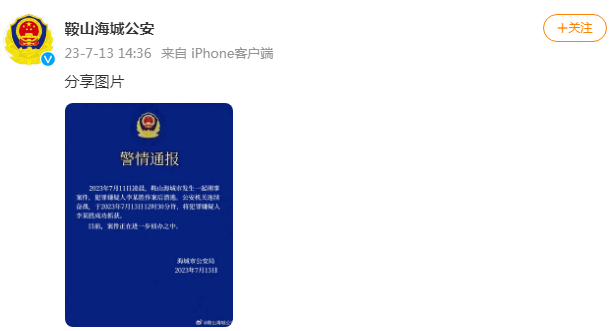 鞍山海城公安
+关注
23-7-13 14:36 来自 iPhone客户端
分享图片
警情通报
2023年7月11日凌晨，鞍山海城市发生一起刑事
案件，犯罪嫌疑人李某胜作案后潜逃，公安机关连续
奋战，于2023年7月13日12时30分许，将犯罪嫌疑人
李某胜成功抓获。
目前，案件正在进一步侦办之中。
海城市公安局
2023年7月13日
@鞍山海城公